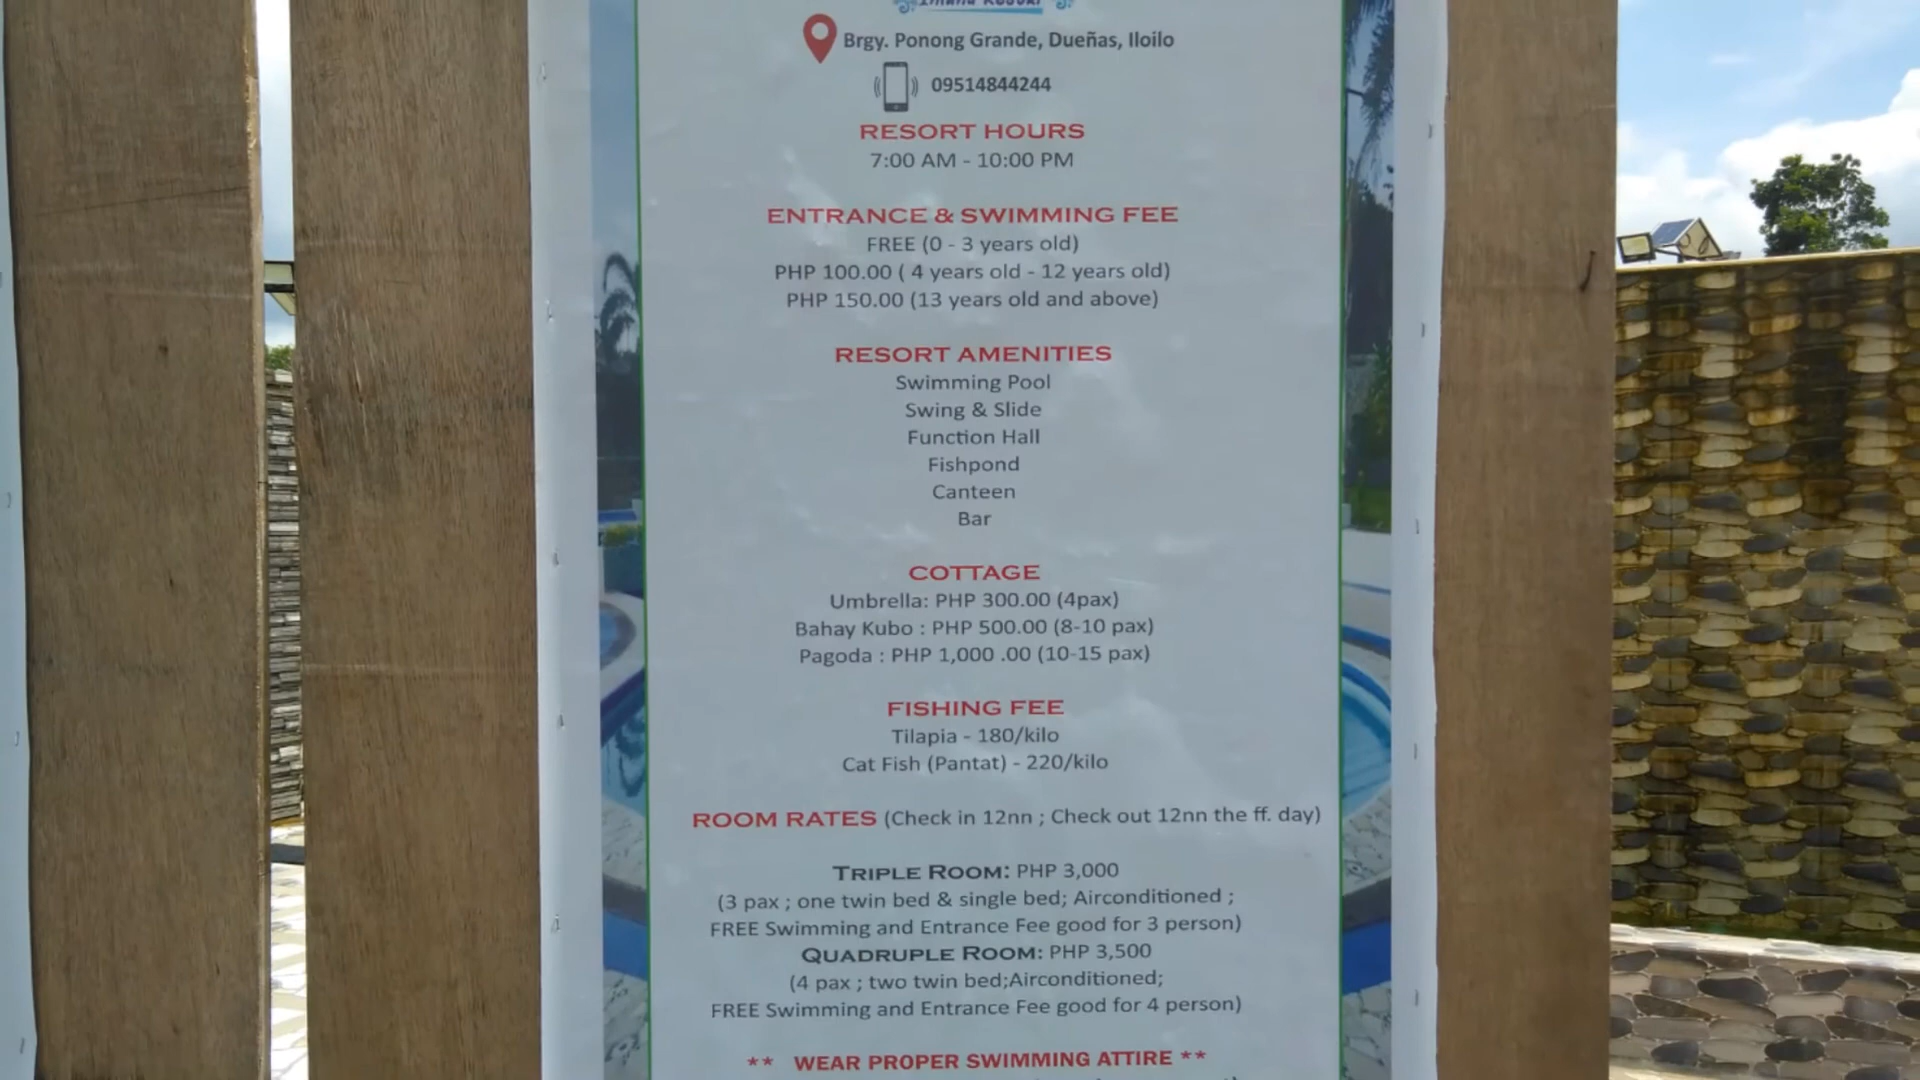 Brgy. Ponong Grande, Dueñas, Iloilo
09514844244
RESORT HOURS
7:00 AM - 10:00 PM
ENTRANCE & SWIMMING FEE
FREE (0 - 3 years old)
PHP 100.00 ( 4 years old - 12 years old)
PHP 150.00 (13 years old and above)
RESORT AMENITIES
Swimming Pool
Swing & Slide
Function Hall
Fishpond
Canteen
Bar
COTTAGE
Umbrella: PHP 300.00 (4pax)
Bahay Kubo : PHP 500.00 (8-10 pax)
Pagoda : PHP 1,000 .00 (10-15 pax)
FISHING FEE
Tilapia - 180/kilo
Cat Fish (Pantat) - 220/kilo
ROOM RATES (Check in 12nn ; Check out 12nn the ff. day)
TRIPLE ROOM: PHP 3,000
(3 pax ; one twin bed & single bed; Airconditioned ;
FREE Swimming and Entrance Fee good for 3 person)
QUADRUPLE ROOM: PHP 3,500
(4 pax ; two twin bed;Airconditioned;
FREE Swimming and Entrance Fee good for 4 person)
** WEAR PROPER SWIMMING ATTIRE **